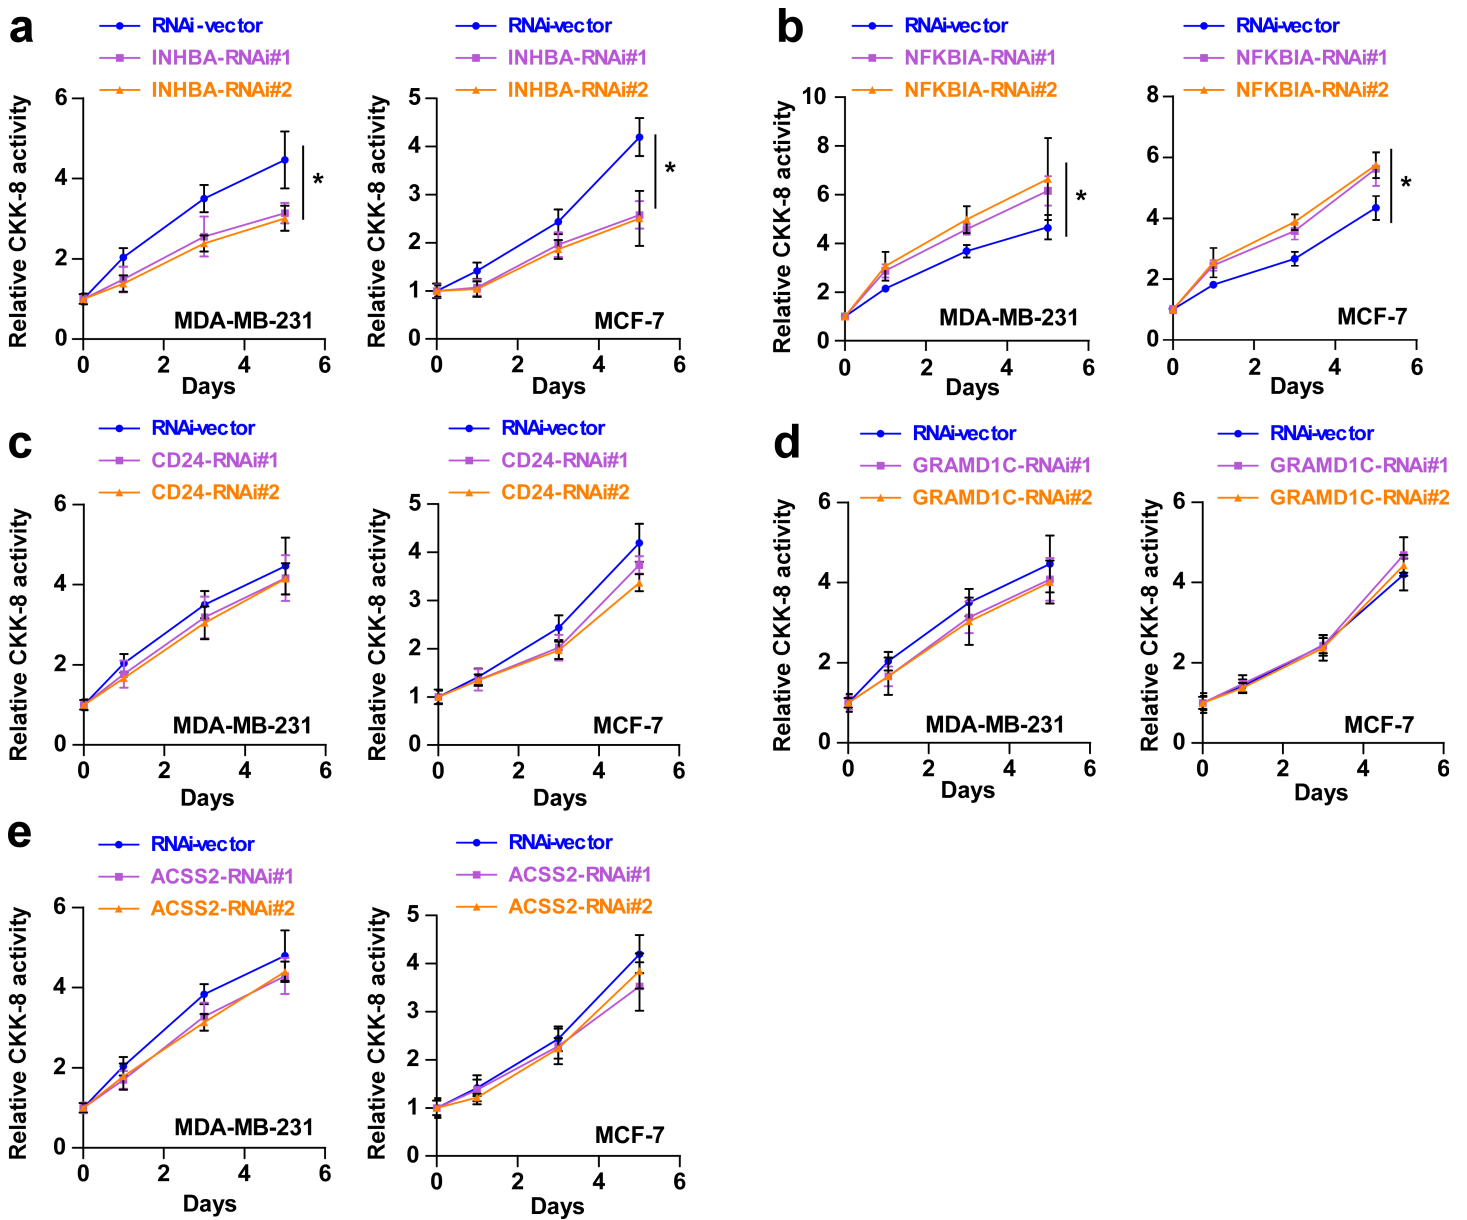 a
RNAi-vector
INHBA-RNAi#1
INHBA-RNAi#2
Relative CKK-8 activity
6
4
2
0
0 2 4 6
MDA-MB-231
*
Days
RNAi-vector
INHBA-RNAi#1
INHBA-RNAi#2
Relative CKK-8 activity
5
4
3
2
1
0
0 2 4 6
MCF-7
*
Days
b
RNAi-vector
NFKBIA-RNAi#1
NFKBIA-RNAi#2
Relative CKK-8 activity
10
8
6
4
2
0
0 2 4 6
MDA-MB-231
*
Days
RNAi-vector
NFKBIA-RNAi#1
NFKBIA-RNAi#2
8
6
4
2
0
0 2 4 6
MCF-7
*
Days
c
RNAi-vector
CD24-RNAi#1
CD24-RNAi#2
Relative CKK-8 activity
6
4
2
0
0 2 4 6
MDA-MB-231
Days
RNAi-vector
CD24-RNAi#1
CD24-RNAi#2
Relative CKK-8 activity
5
4
3
2
1
0
0 2 4 6
MCF-7
Days
d
RNAi-vector
GRAMD1C-RNAi#1
GRAMD1C-RNAi#2
Relative CKK-8 activity
6
4
2
0
0 2 4 6
MDA-MB-231
Days
RNAi-vector
GRAMD1C-RNAi#1
GRAMD1C-RNAi#2
Relative CKK-8 activity
6
4
2
0
0 2 4 6
MCF-7
Days
e
RNAi-vector
ACSS2-RNAi#1
ACSS2-RNAi#2
Relative CKK-8 activity
6
4
2
0
0 2 4 6
MDA-MB-231
Days
RNAi-vector
ACSS2-RNAi#1
ACSS2-RNAi#2
Relative CKK-8 activity
5
4
3
2
1
0
0 2 4 6
MCF-7
Days